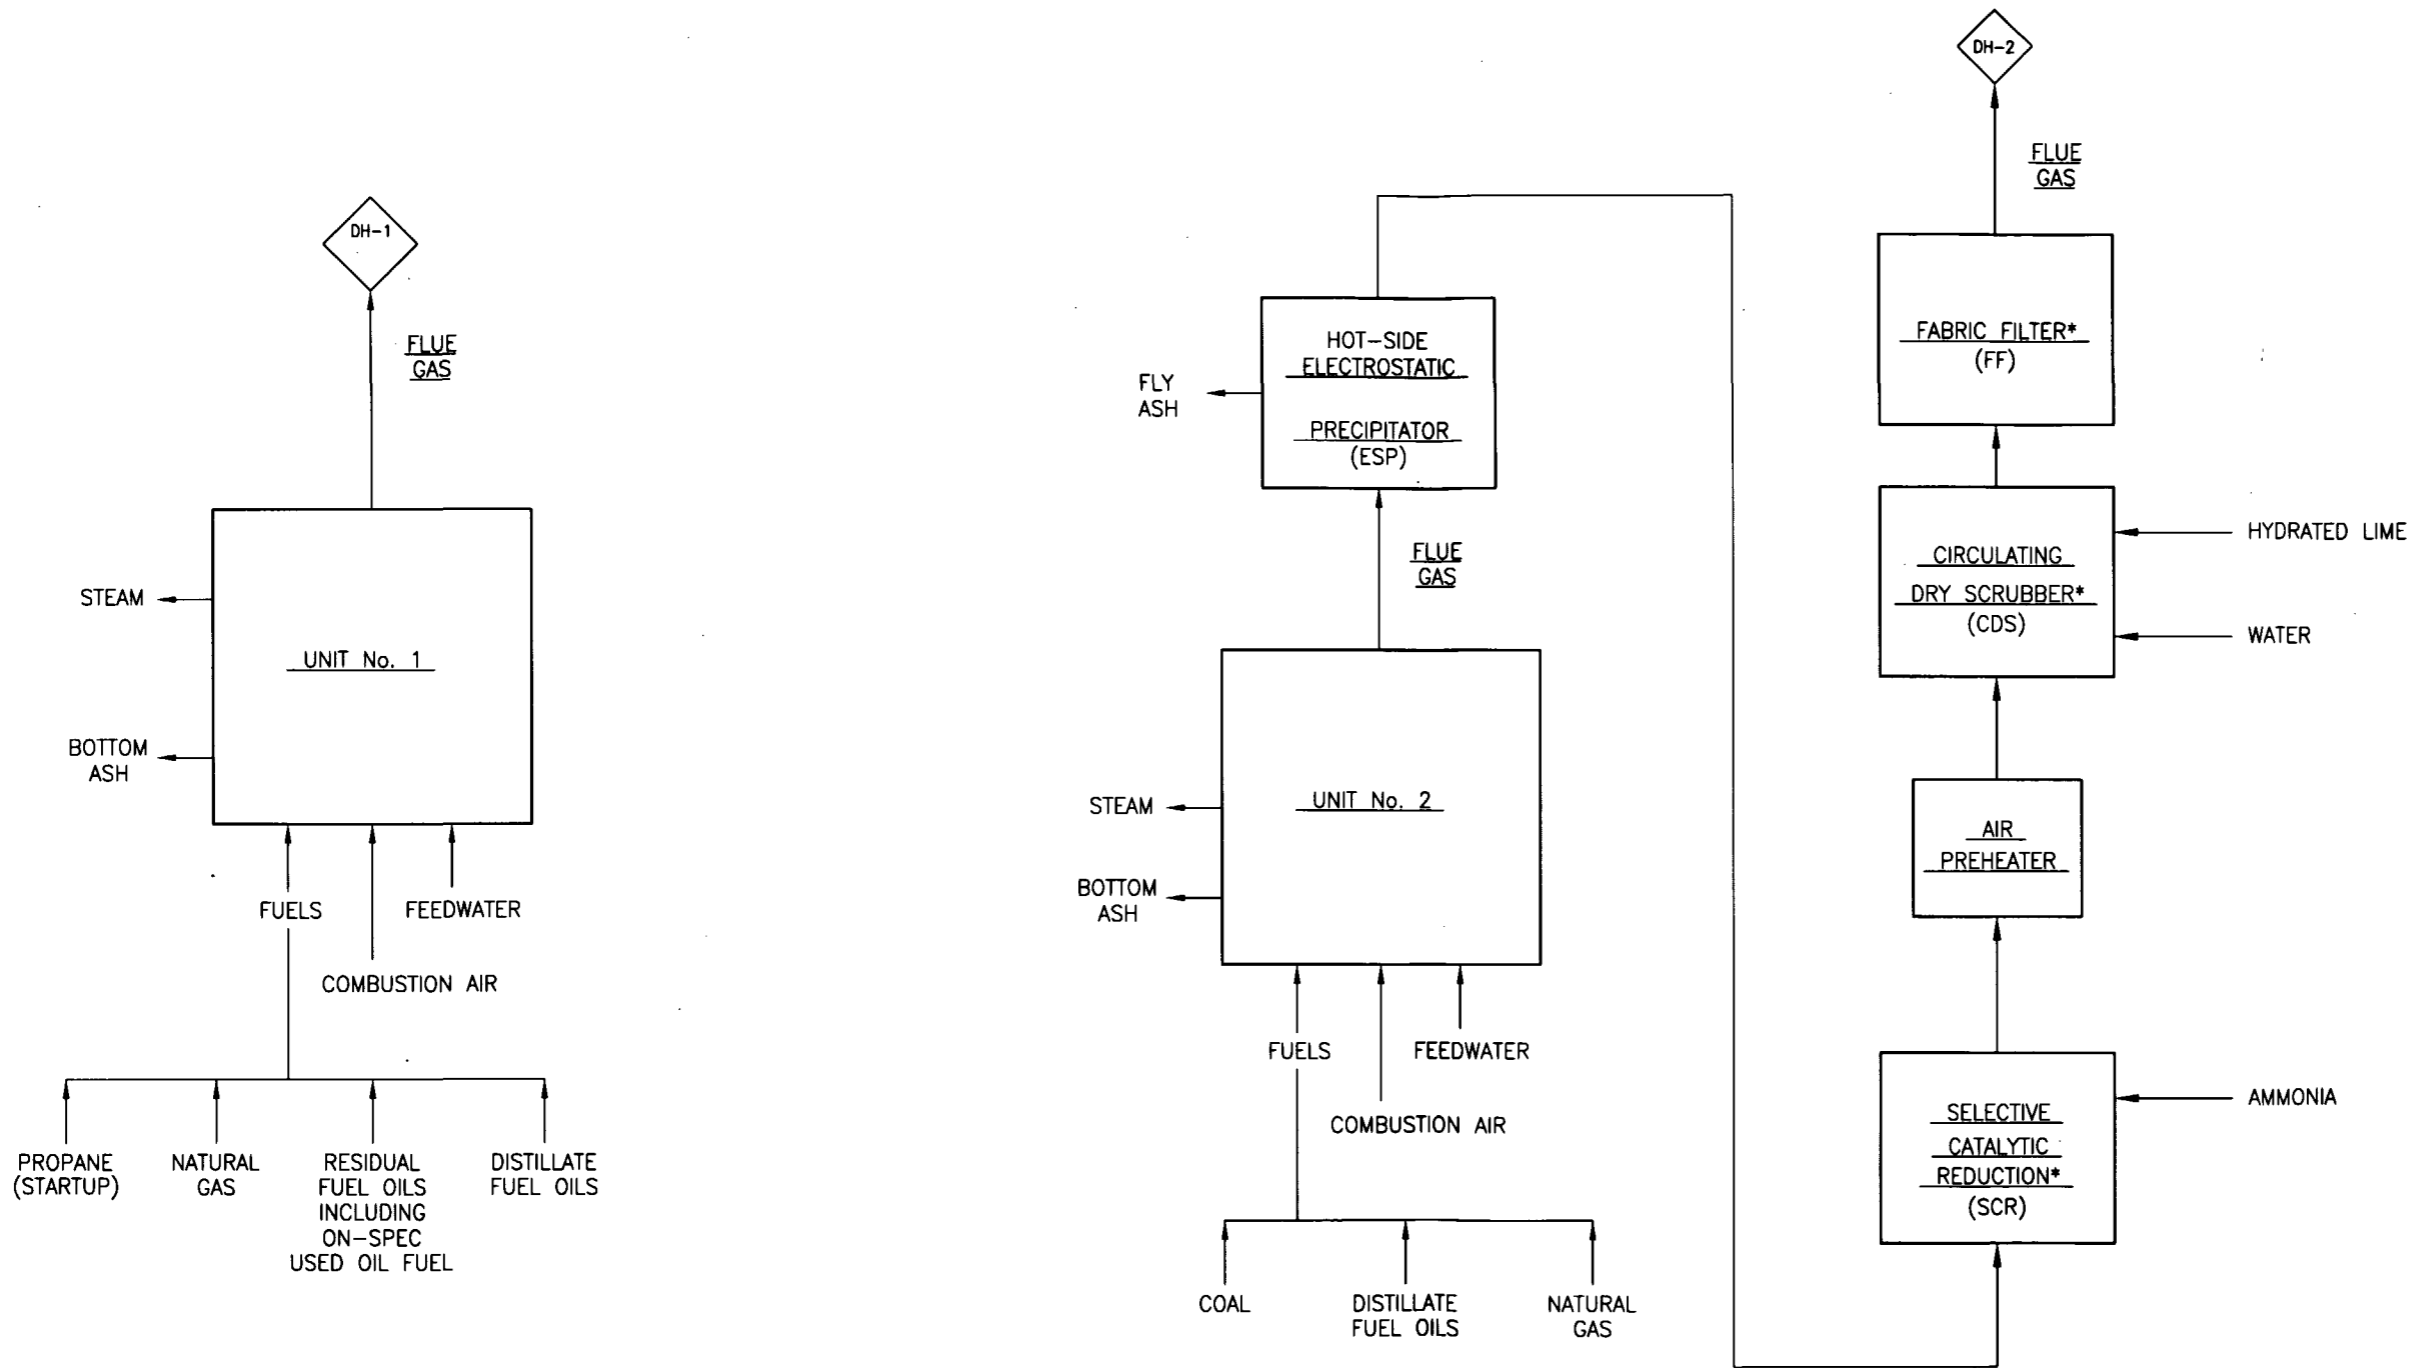 DH-1
FLUE
GAS
STEAM
UNIT No. 1
BOTTOM
ASH
FUELS
FEEDWATER
COMBUSTION AIR
PROPANE
(STARTUP)
NATURAL
GAS
RESIDUAL
FUEL OILS
INCLUDING
ON-SPEC
USED OIL FUEL
DISTILLATE
FUEL OILS
HOT-SIDE
ELECTROSTATIC
PRECIPITATOR
(ESP)
FLY
ASH
FLUE
GAS
STEAM
UNIT No. 2
BOTTOM
ASH
FUELS
FEEDWATER
COMBUSTION AIR
COAL
DISTILLATE
FUEL OILS
NATURAL
GAS
DH-2
FLUE
GAS
FABRIC FILTER*
(FF)
CIRCULATING
DRY SCRUBBER*
(CDS)
HYDRATED LIME
WATER
AIR
PREHEATER
SELECTIVE
CATALYTIC
REDUCTION*
(SCR)
AMMONIA